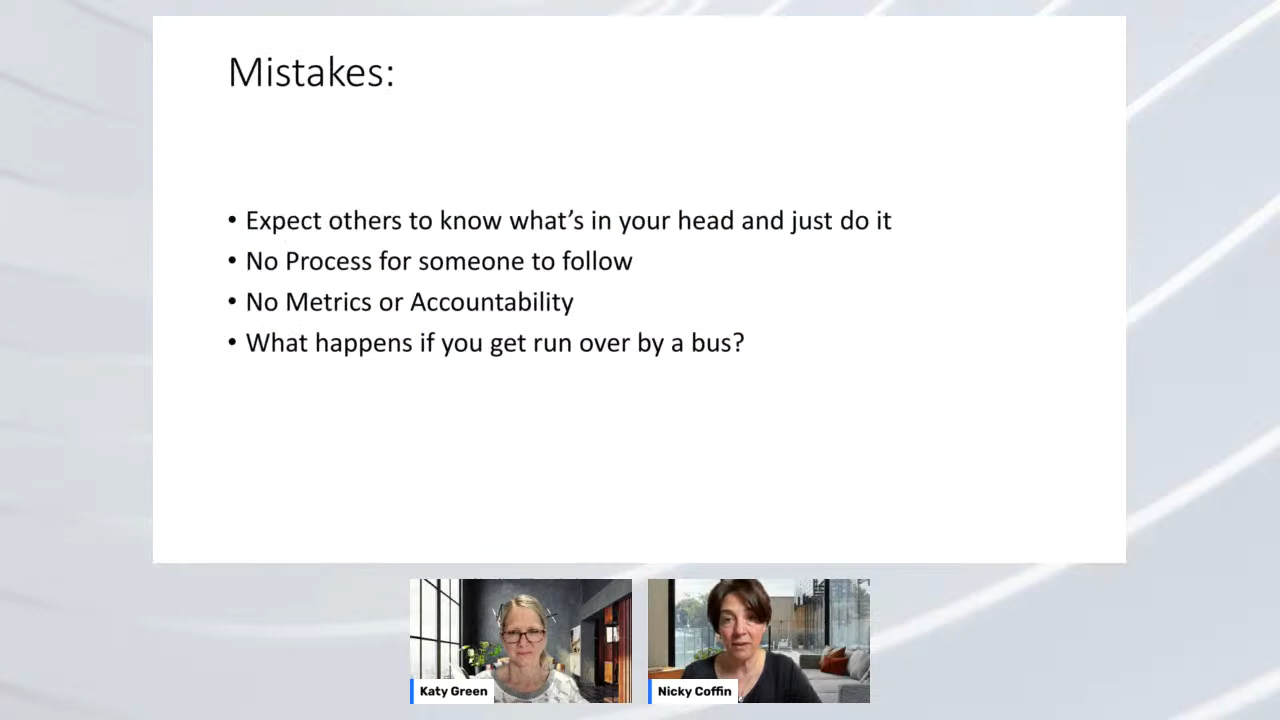 Mistakes:
• Expect others to know what’s in your head and just do it
• No Process for someone to follow
• No Metrics or Accountability
• What happens if you get run over by a bus?
Katy Green
Nicky Coffin